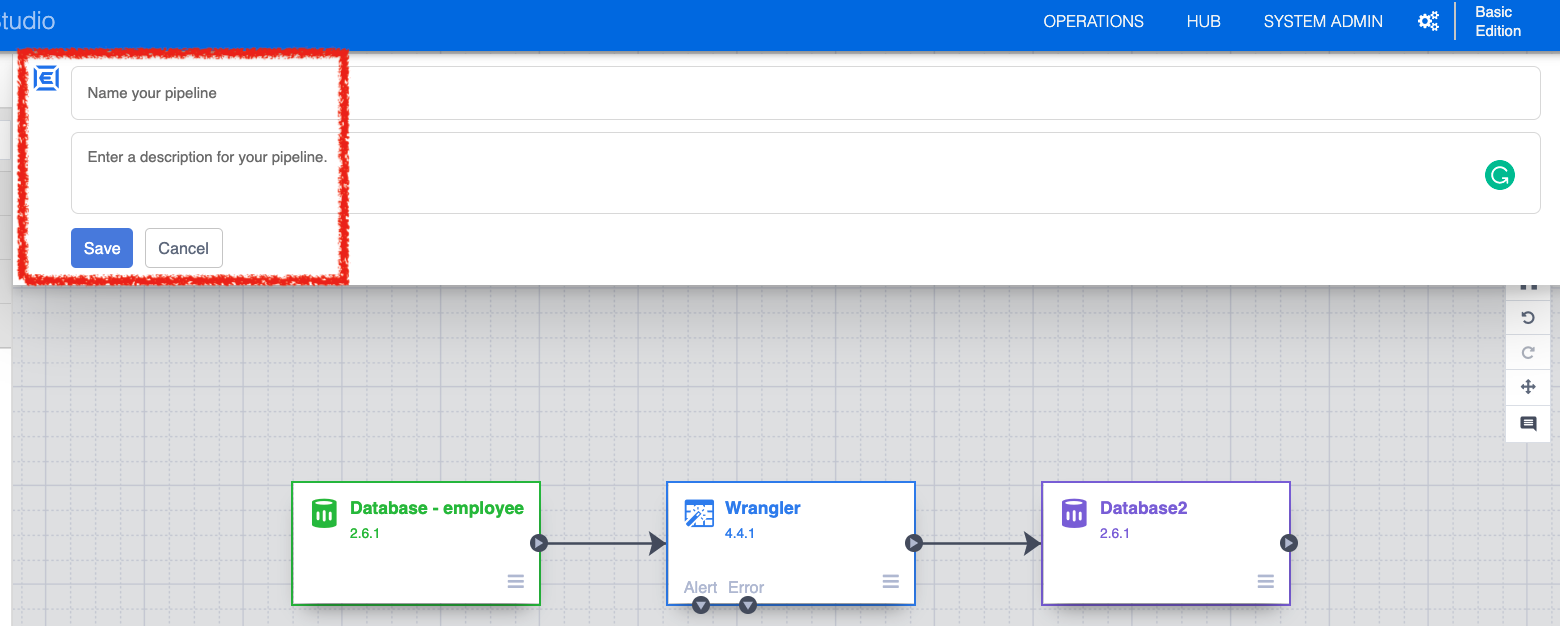 Studio
OPERATIONS
HUB
SYSTEM ADMIN
Basic
Edition
Name your pipeline
Enter a description for your pipeline.
Save
Cancel
Database - employee
2.6.1
Wrangler
4.4.1
Alert Error
Database2
2.6.1